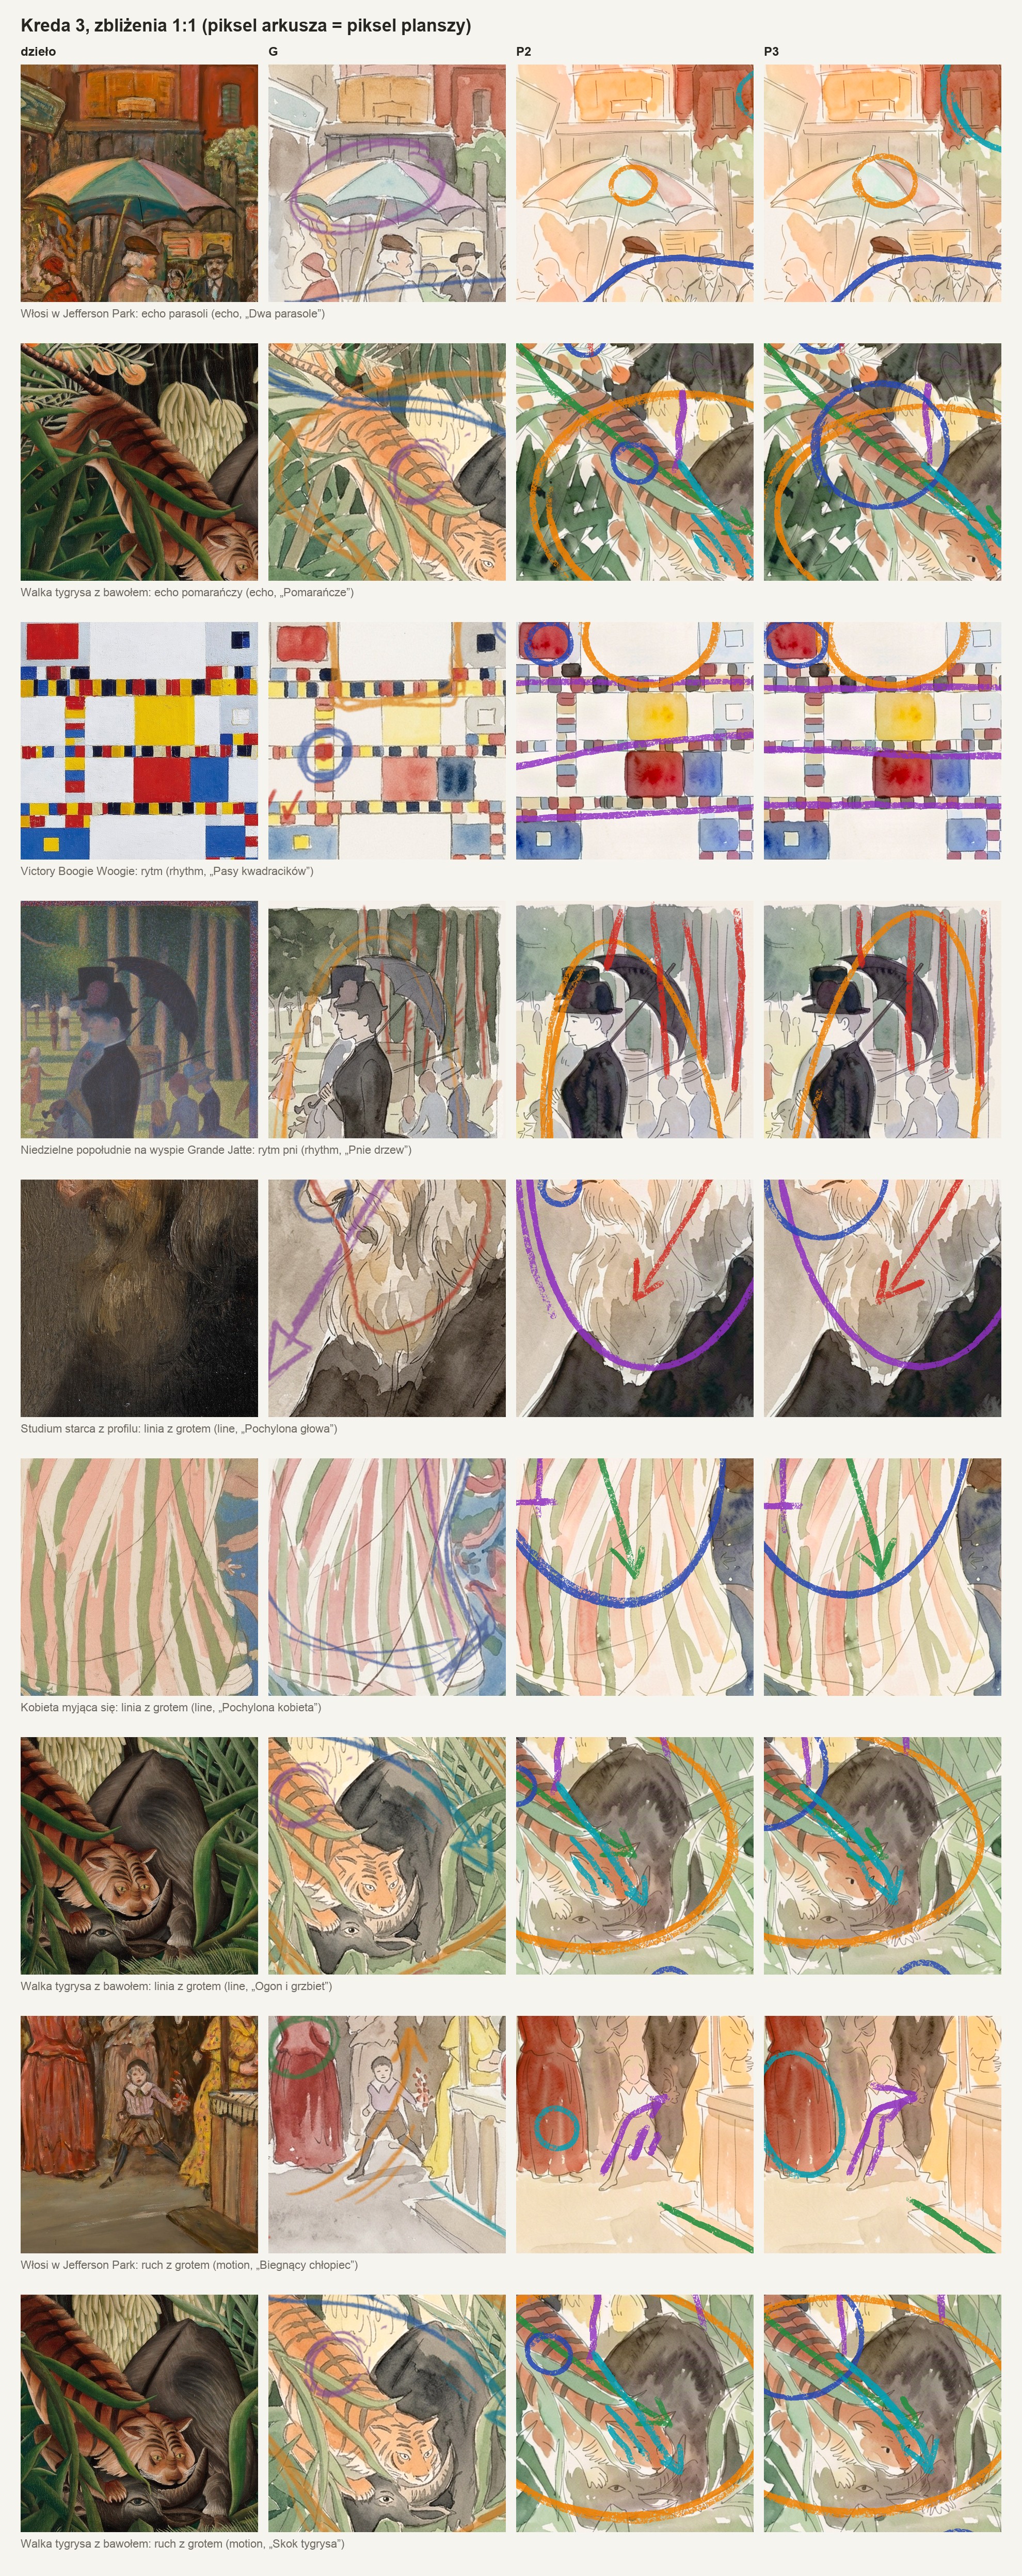 Kreda 3, zbliżenia 1:1 (piksel arkusza = piksel planszy)
dzieło G P2 P3
Włosi w Jefferson Park: echo parasoli (echo, „Dwa parasole”)
Walka tygrysa z bawołem: echo pomarańczy (echo, „Pomarańcze”)
Victory Boogie Woogie: rytm (rhythm, „Pasy kwadracików”)
Niedzielne popołudnie na wyspie Grande Jatte: rytm pni (rhythm, „Pnie drzew”)
Studium starca z profilu: linia z grotem (line, „Pochylona głowa”)
Kobieta myjąca się: linia z grotem (line, „Pochylona kobieta”)
Walka tygrysa z bawołem: linia z grotem (line, „Ogon i grzbiet”)
Włosi w Jefferson Park: ruch z grotem (motion, „Biegnący chłopiec”)
Walka tygrysa z bawołem: ruch z grotem (motion, „Skok tygrysa”)